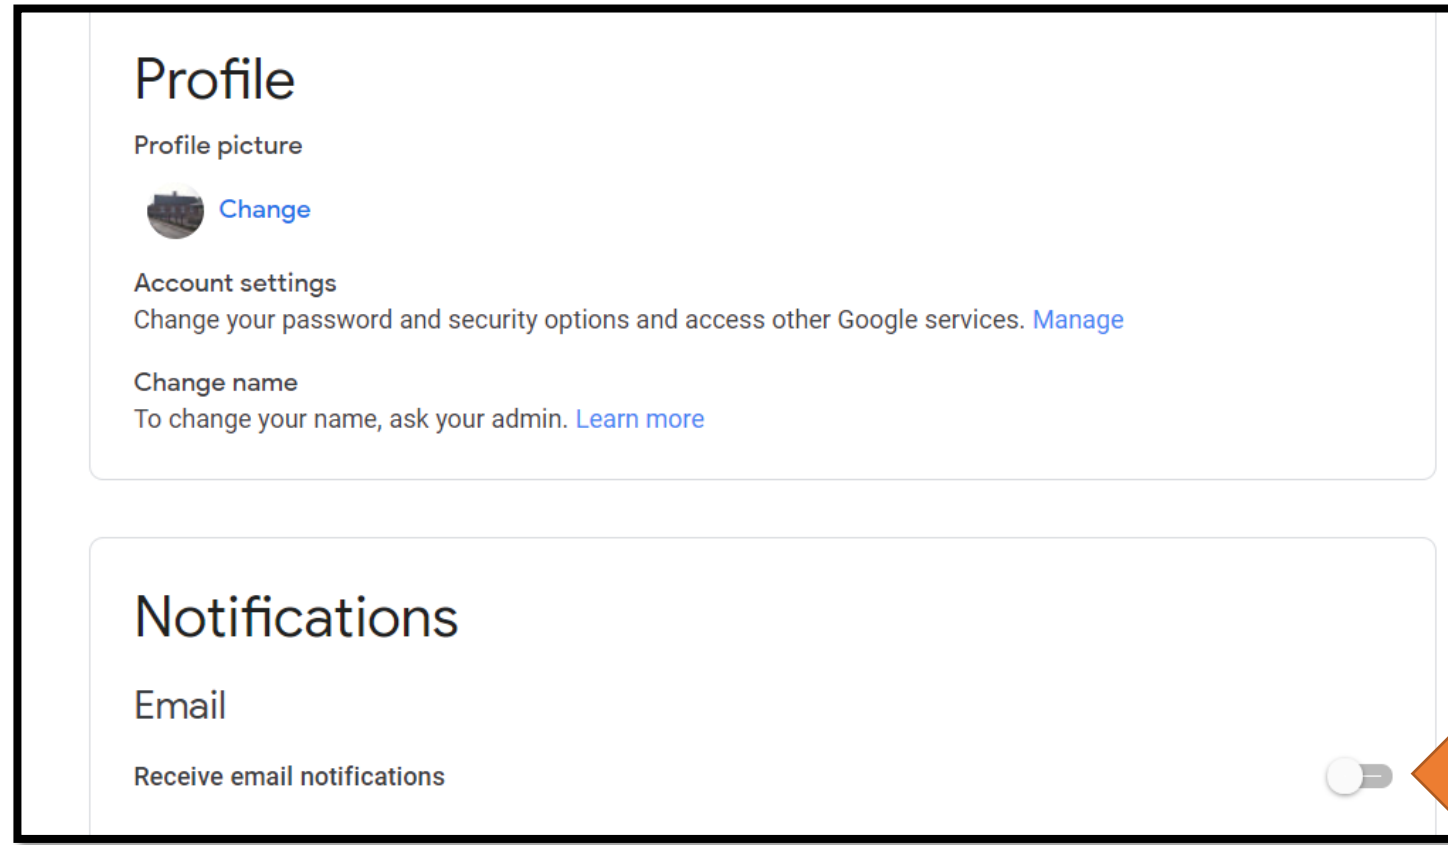 Profile
Profile picture
Change
Account settings
Change your password and security options and access other Google services. Manage
Change name
To change your name, ask your admin. Learn more
Notifications
Email
Receive email notifications